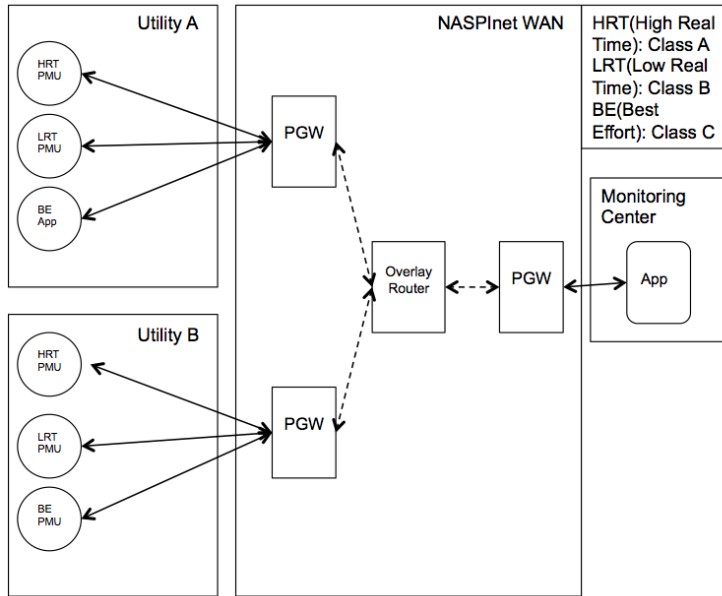 Utility A
HRT
PMU
LRT
PMU
BE
App
Utility B
HRT
PMU
LRT
PMU
BE
PMU
NASPInet WAN
PGW
Overlay
Router
PGW
PGW
HRT(High Real
Time): Class A
LRT(Low Real
Time): Class B
BE(Best
Effort): Class C
Monitoring
Center
App